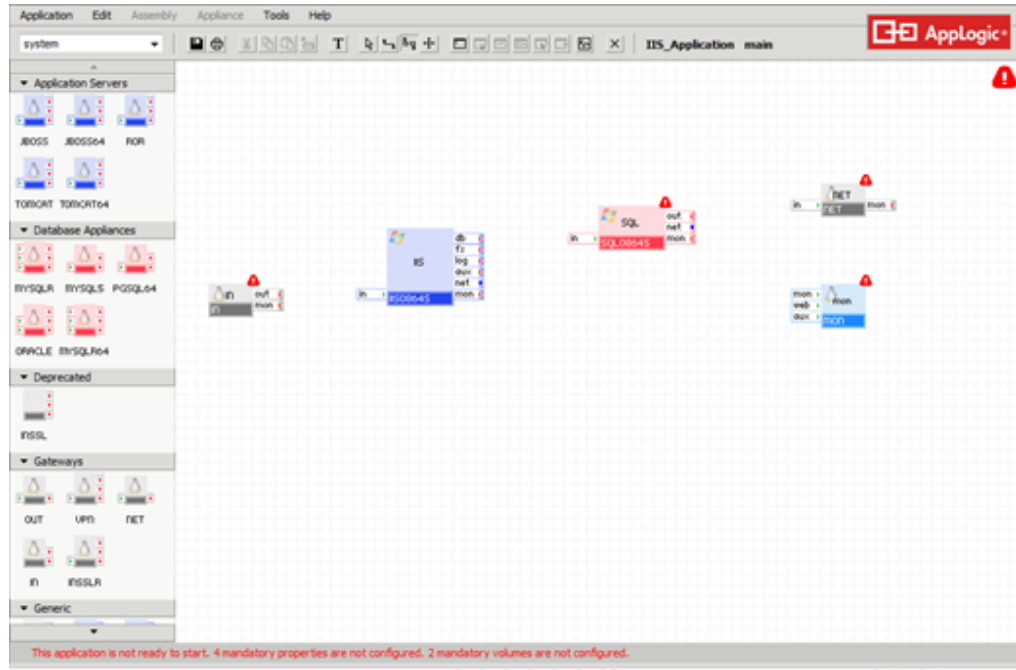 Application Edit Assembly Appliance Tools Help
system
T
IIS_Application main
AppLogic
Application Servers
JBOSS JBOSS64 ROR
TOMCAT TOMCAT64
Database Appliances
MYSQLR MYSQLS PGSQL64
ORACLE MYSQLR64
Deprecated
INSSL
Gateways
OUT VPN NET
IN INSSLR
Generic
in
out
mon
in
IIS
in
db
fs
log
aux
net
mon
IIS0864S
SQL
in
out
net
mon
SQL0864S
NET
in
mon
NET
mon
web
aux
mon
mon
This application is not ready to start. 4 mandatory properties are not configured. 2 mandatory volumes are not configured.